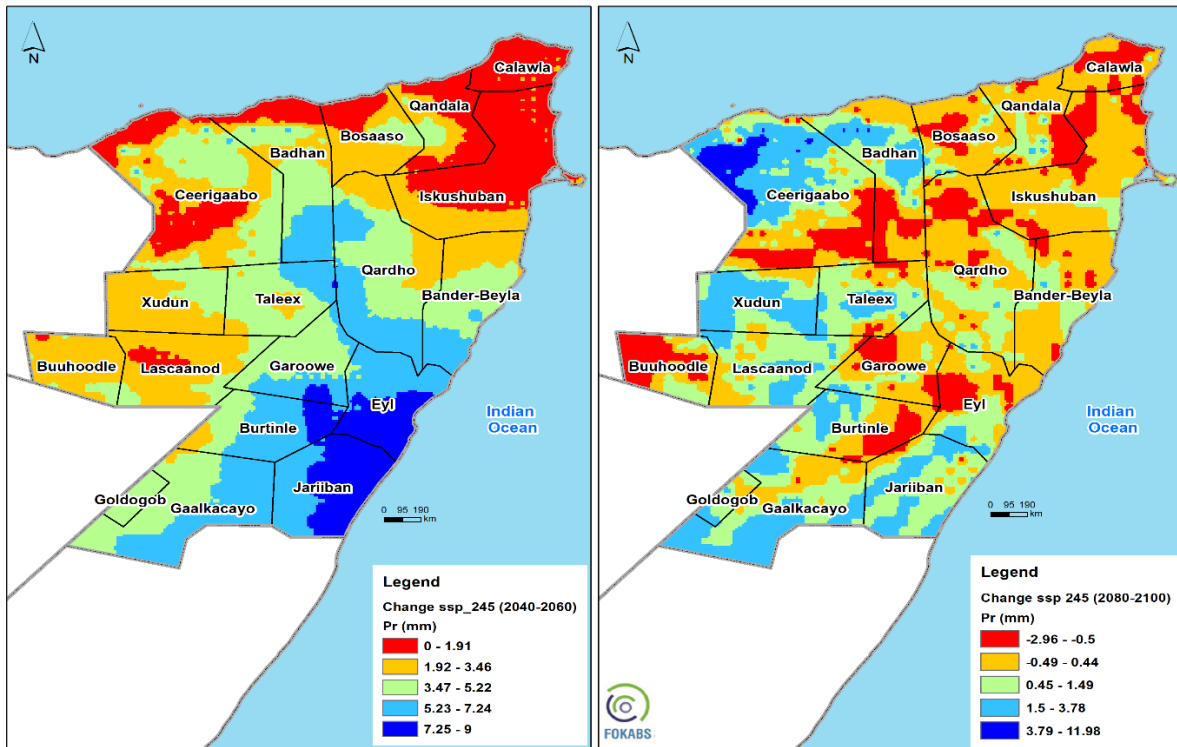 N
Calawla
Qandala
Bosaaso
Badhan
Ceerigaabo
Iskushuban
Qardho
Xudun
Taleex
Bander-Beyla
Buuhoodle
Lascaanod
Garoowe
Eyl
Indian
Ocean
Burtinle
Jariiban
Goldogob
Gaalkacayo
0 95 190
km
Legend
Change ssp_245 (2040-2060)
Pr (mm)
0 - 1.91
1.92 - 3.46
3.47 - 5.22
5.23 - 7.24
7.25 - 9
N
Calawla
Qandala
Bosaaso
Badhan
Ceerigaabo
Iskushuban
Qardho
Xudun
Taleex
Bander-Beyla
Buuhoodle
Lascaanod
Garoowe
Eyl
Indian
Ocean
Burtinle
Jariiban
Goldogob
Gaalkacayo
0 95 190
km
Legend
Change ssp 245 (2080-2100)
Pr (mm)
-2.96 - -0.5
-0.49 - 0.44
0.45 - 1.49
1.5 - 3.78
3.79 - 11.98
FOKABS